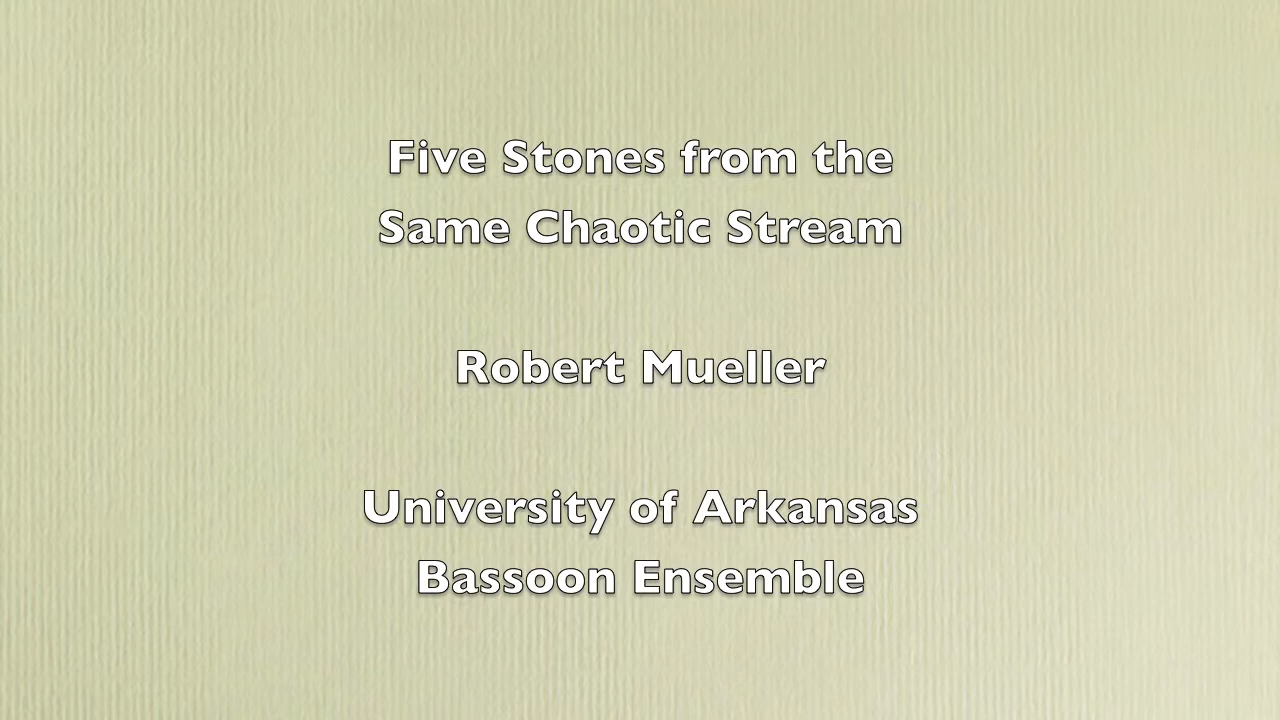 Five Stones from the
Same Chaotic Stream
Robert Mueller
University of Arkansas
Bassoon Ensemble